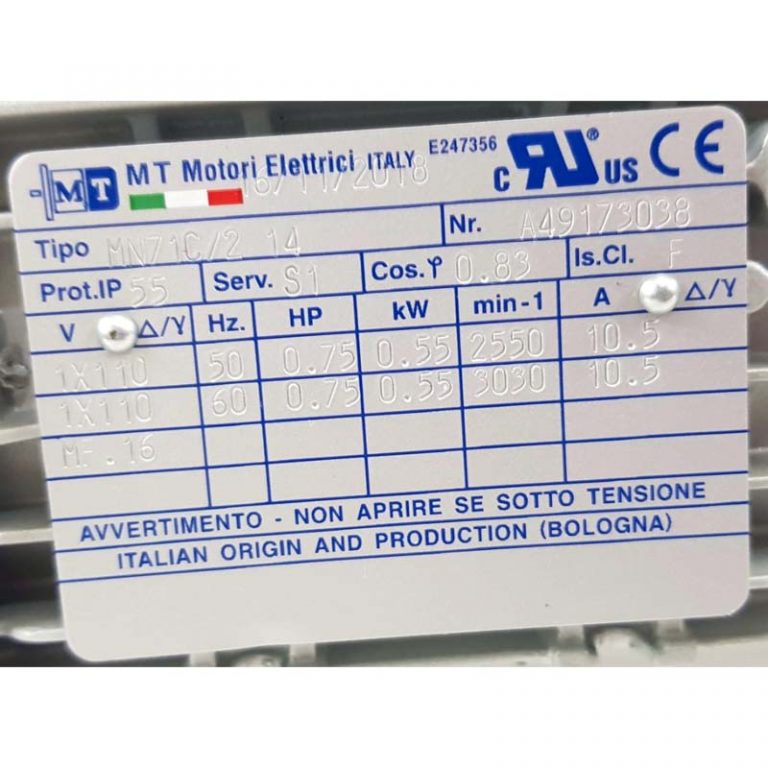 MT MT Motori Elettrici ITALY E247356 c RU® US CE
16/11/2018
Tipo MN71C/2 14 Nr. A49173038
Prot.IP 55 Serv. S1 Cos.φ 0.83 Is.Cl. F
V Δ/Y Hz. HP kW min-1 A Δ/Y
1X110 50 0.75 0.55 2550 10.5
1X110 60 0.75 0.55 3030 10.5
.16
AVVERTIMENTO - NON APRIRE SE SOTTO TENSIONE
ITALIAN ORIGIN AND PRODUCTION (BOLOGNA)